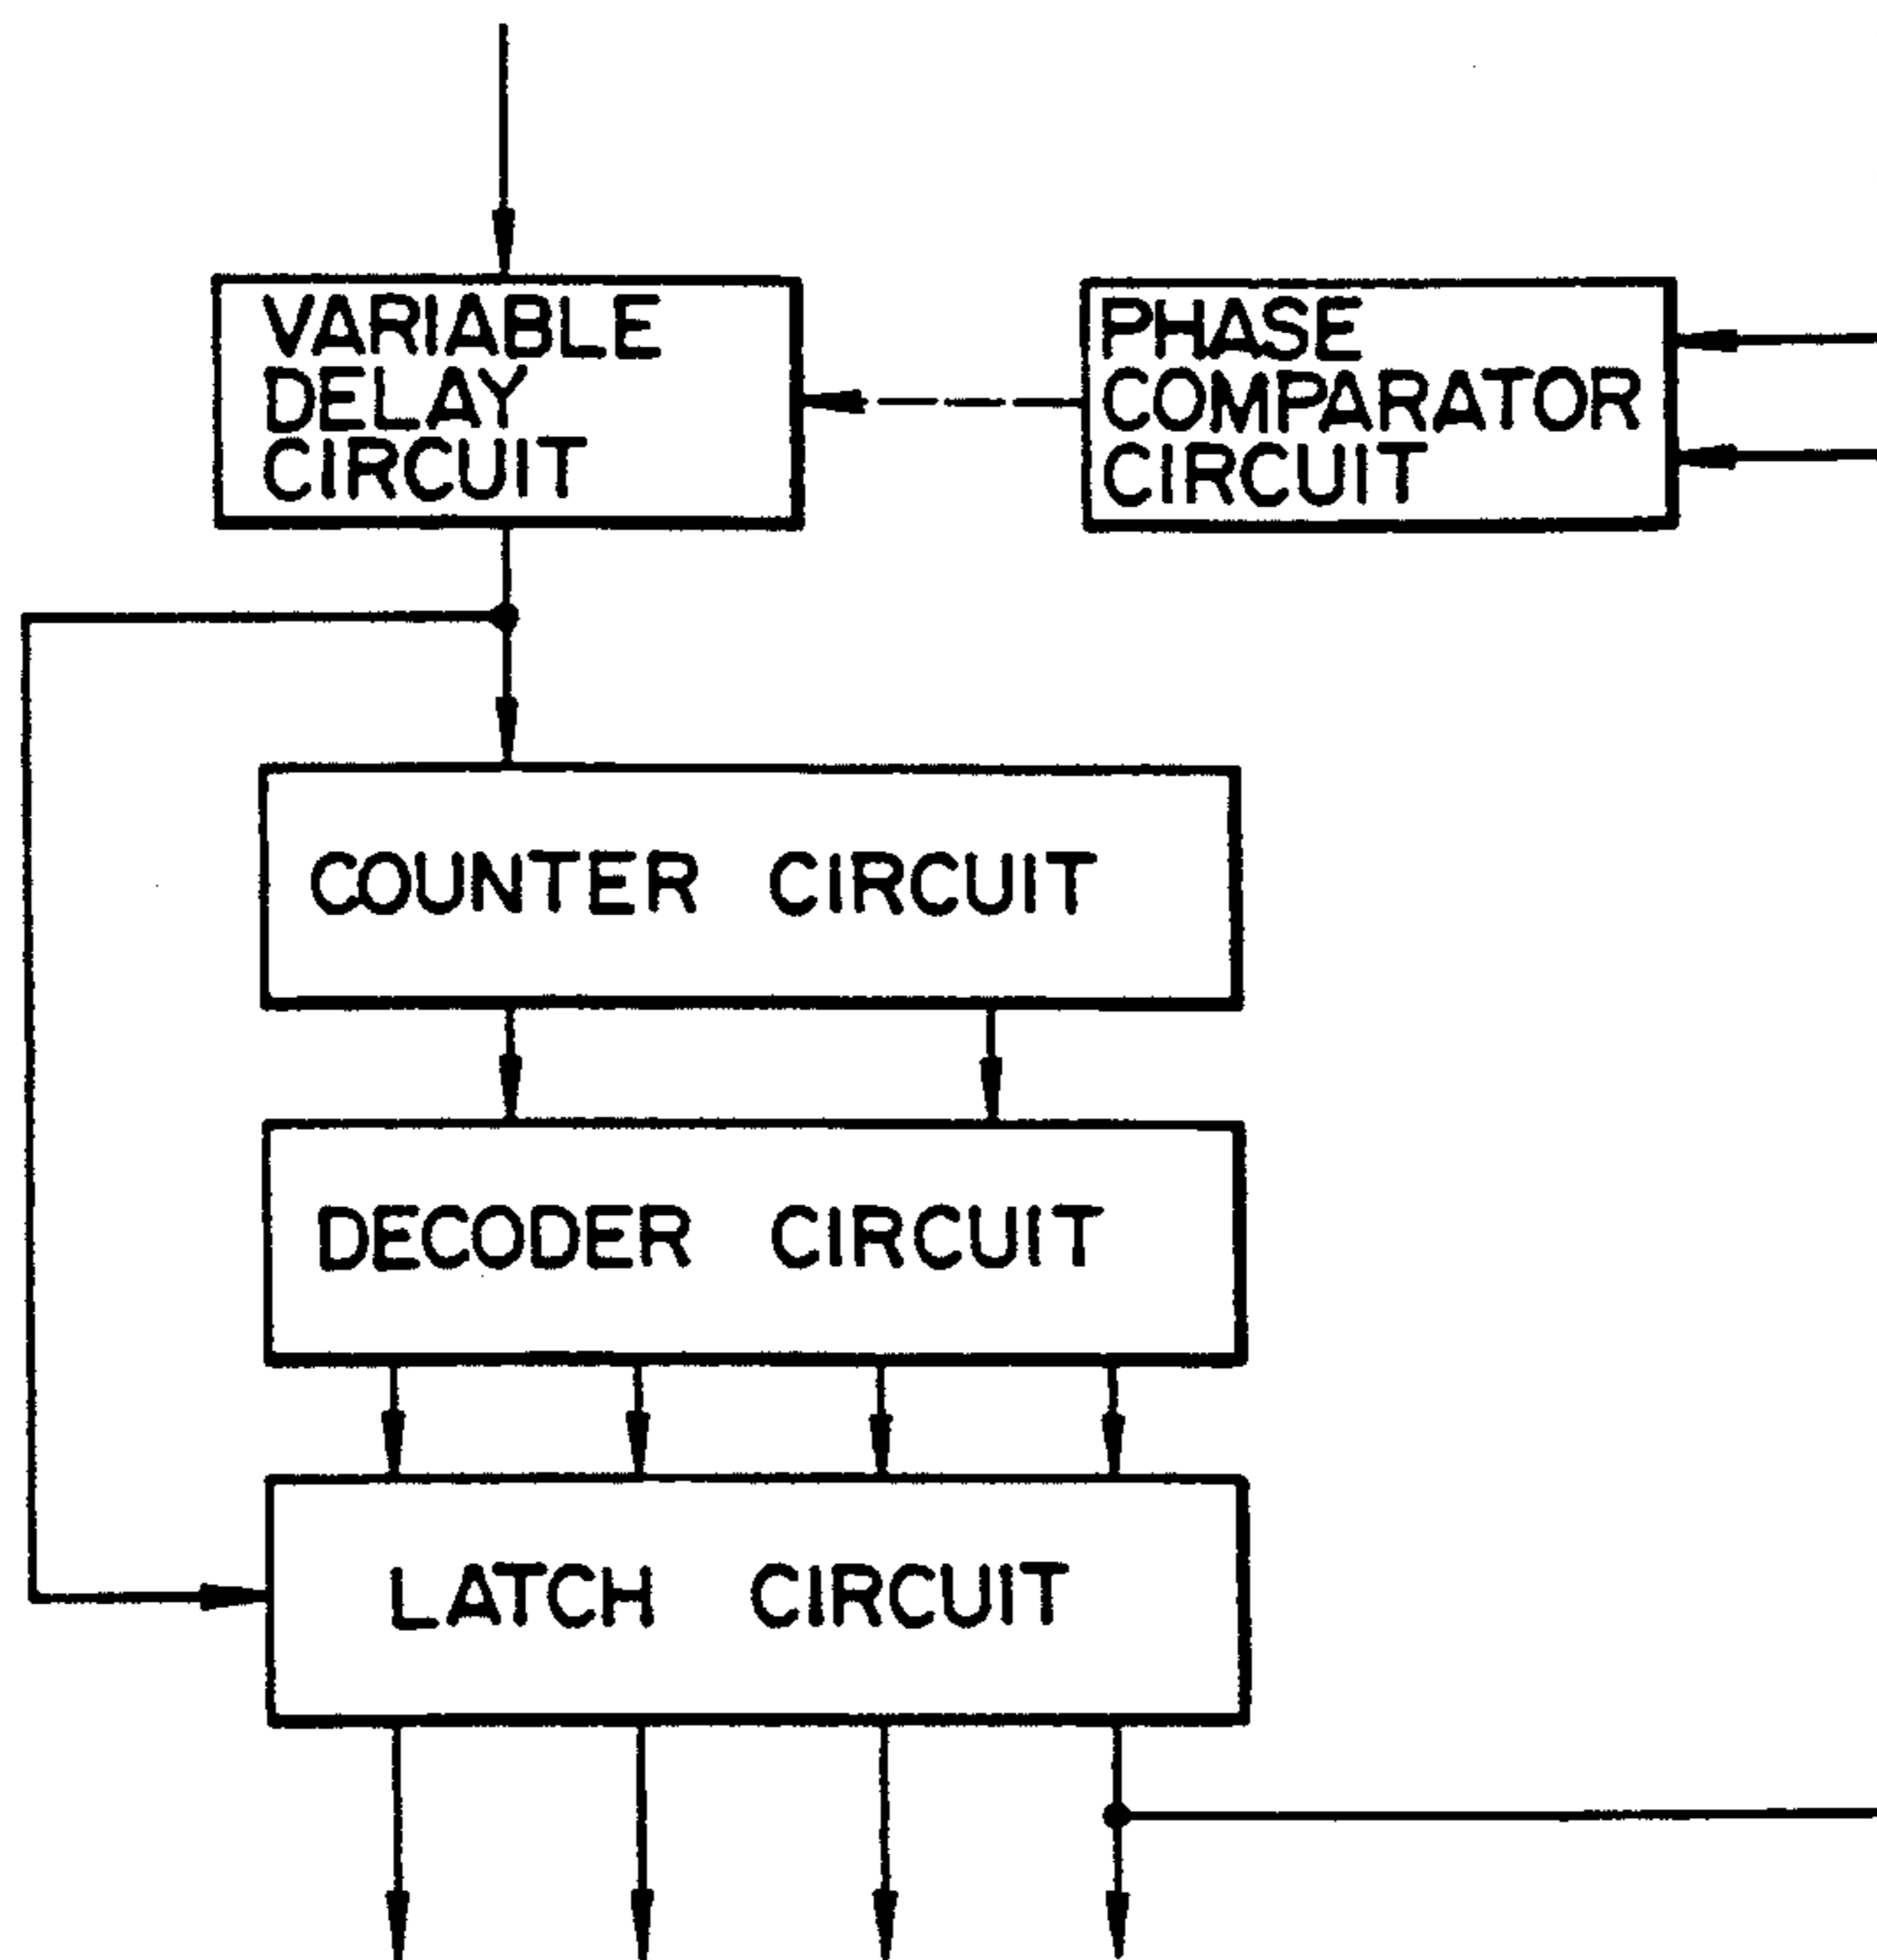 VARIABLE
DELAY
CIRCUIT
PHASE
COMPARATOR
CIRCUIT
COUNTER CIRCUIT
DECODER CIRCUIT
LATCH CIRCUIT